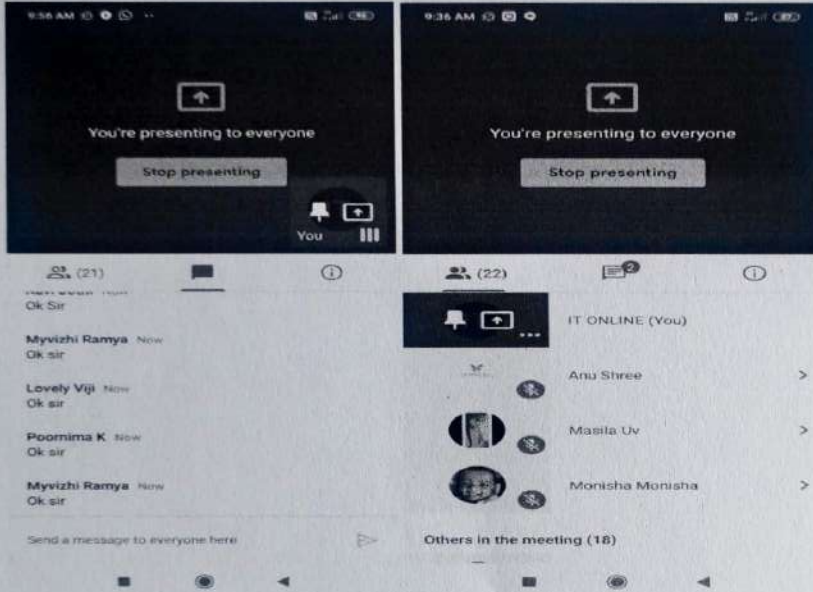 9:56 AM
You're presenting to everyone
Stop presenting
You
(21)
Ok Sir
Myvizhi Ramya Now
Ok sir
Lovely Viji Now
Ok sir
Poornima K Now
Ok sir
Myvizhi Ramya Now
Ok sir
Send a message to everyone here
9:36 AM
You're presenting to everyone
Stop presenting
(22)
2
IT ONLINE (You)
Anu Shree
Masila Uv
Monisha Monisha
Others in the meeting (18)